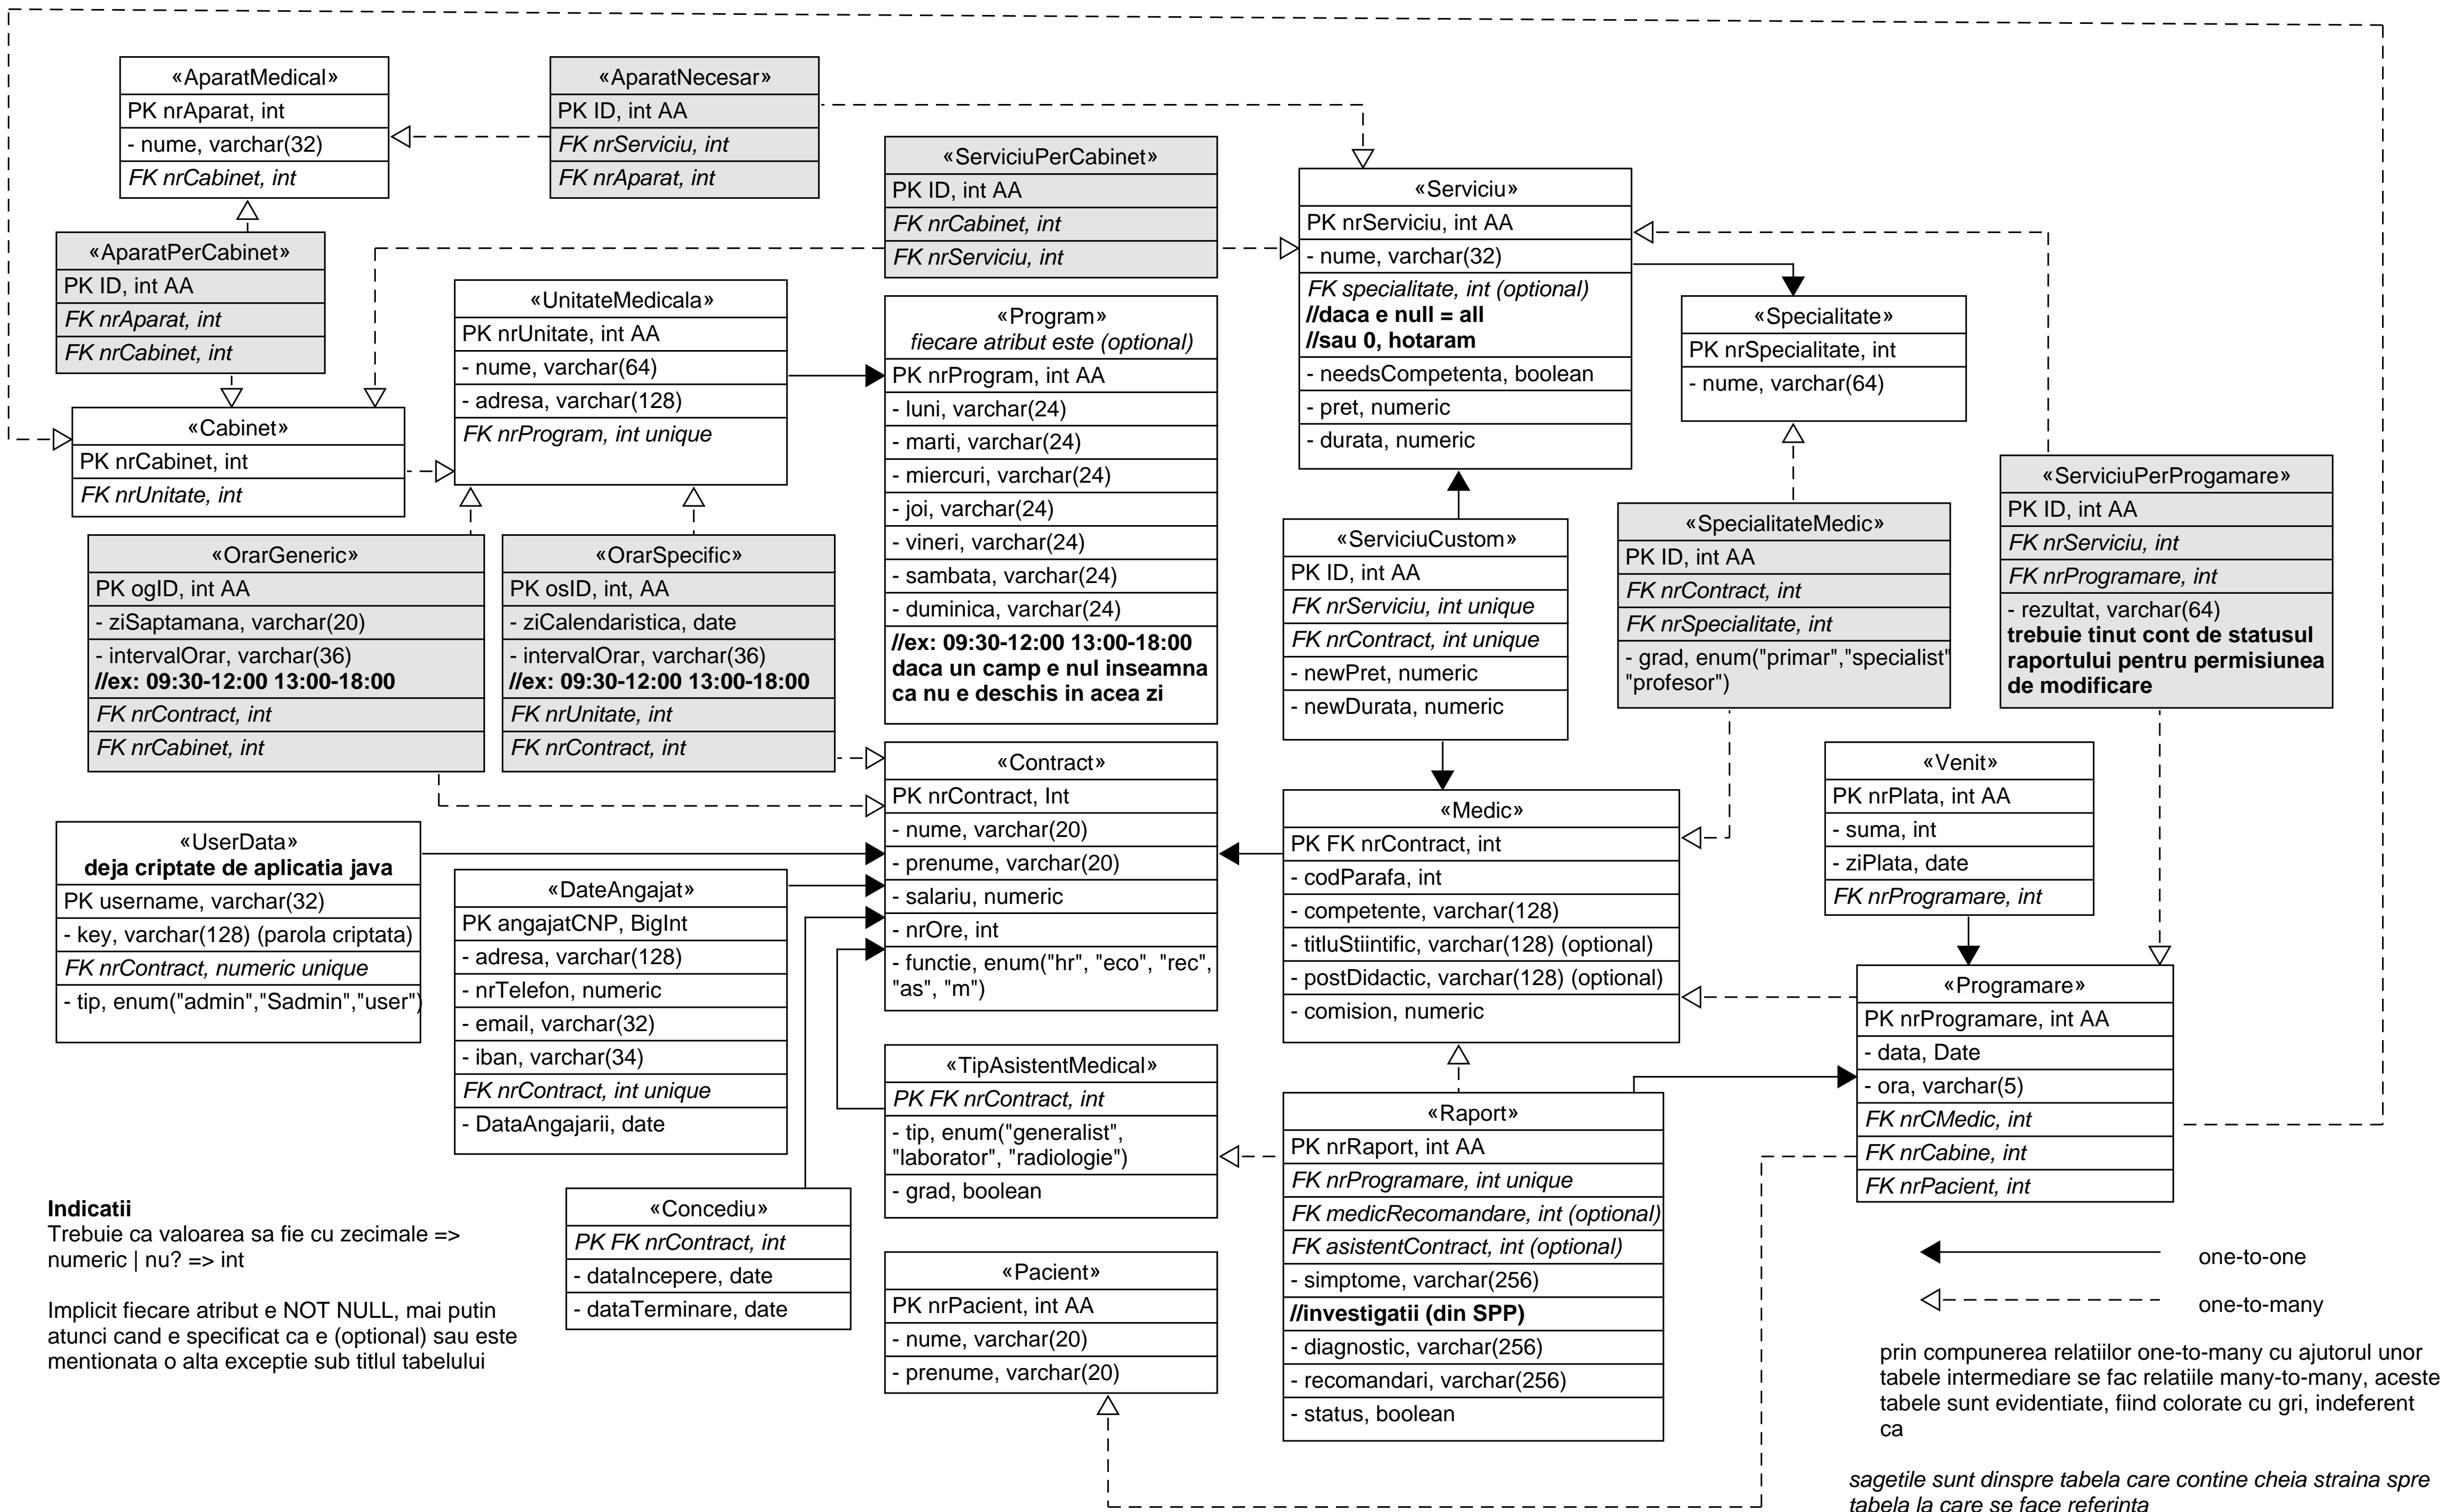 «AparatMedical»
PK nrAparat, int
- nume, varchar(32)
FK nrCabinet, int
«AparatNecesar»
PK ID, int AA
FK nrServiciu, int
FK nrAparat, int
«ServiciuPerCabinet»
PK ID, int AA
FK nrCabinet, int
FK nrServiciu, int
«Serviciu»
PK nrServiciu, int AA
- nume, varchar(32)
FK specialitate, int (optional)
//daca e null = all
//sau 0, hotaram
- needsCompetenta, boolean
- pret, numeric
- durata, numeric
«AparatPerCabinet»
PK ID, int AA
FK nrAparat, int
FK nrCabinet, int
«UnitateMedicala»
PK nrUnitate, int AA
- nume, varchar(64)
- adresa, varchar(128)
FK nrProgram, int unique
«Program»
fiecare atribut este (optional)
PK nrProgram, int AA
- luni, varchar(24)
- marti, varchar(24)
- miercuri, varchar(24)
- joi, varchar(24)
- vineri, varchar(24)
- sambata, varchar(24)
- duminica, varchar(24)
//ex: 09:30-12:00 13:00-18:00
daca un camp e nul inseamna
ca nu e deschis in acea zi
«Specialitate»
PK nrSpecialitate, int
- nume, varchar(64)
«Cabinet»
PK nrCabinet, int
FK nrUnitate, int
«OrarGeneric»
PK ogID, int AA
- ziSaptamana, varchar(20)
- intervalOrar, varchar(36)
//ex: 09:30-12:00 13:00-18:00
FK nrContract, int
FK nrCabinet, int
«OrarSpecific»
PK osID, int, AA
- ziCalendaristica, date
- intervalOrar, varchar(36)
//ex: 09:30-12:00 13:00-18:00
FK nrUnitate, int
FK nrContract, int
«ServiciuCustom»
PK ID, int AA
FK nrServiciu, int unique
FK nrContract, int unique
- newPret, numeric
- newDurata, numeric
«SpecialitateMedic»
PK ID, int AA
FK nrContract, int
FK nrSpecialitate, int
- grad, enum("primar","specialist"
"profesor")
«ServiciuPerProgamare»
PK ID, int AA
FK nrServiciu, int
FK nrProgramare, int
- rezultat, varchar(64)
trebuie tinut cont de statusul
raportului pentru permisiunea
de modificare
«Contract»
PK nrContract, Int
- nume, varchar(20)
- prenume, varchar(20)
- salariu, numeric
- nrOre, int
- functie, enum("hr", "eco", "rec",
"as", "m")
«Medic»
PK FK nrContract, int
- codParafa, int
- competente, varchar(128)
- titluStiintific, varchar(128) (optional)
- postDidactic, varchar(128) (optional)
- comision, numeric
«Venit»
PK nrPlata, int AA
- suma, int
- ziPlata, date
FK nrProgramare, int
«UserData»
deja criptate de aplicatia java
PK username, varchar(32)
- key, varchar(128) (parola criptata)
FK nrContract, numeric unique
- tip, enum("admin","Sadmin","user")
«DateAngajat»
PK angajatCNP, BigInt
- adresa, varchar(128)
- nrTelefon, numeric
- email, varchar(32)
- iban, varchar(34)
FK nrContract, int unique
- DataAngajarii, date
«TipAsistentMedical»
PK FK nrContract, int
- tip, enum("generalist",
"laborator", "radiologie")
- grad, boolean
«Programare»
PK nrProgramare, int AA
- data, Date
- ora, varchar(5)
FK nrCMedic, int
FK nrCabine, int
FK nrPacient, int
«Raport»
PK nrRaport, int AA
FK nrProgramare, int unique
FK medicRecomandare, int (optional)
FK asistentContract, int (optional)
- simptome, varchar(256)
//investigatii (din SPP)
- diagnostic, varchar(256)
- recomandari, varchar(256)
- status, boolean
«Concediu»
PK FK nrContract, int
- dataIncepere, date
- dataTerminare, date
«Pacient»
PK nrPacient, int AA
- nume, varchar(20)
- prenume, varchar(20)
Indicatii
Trebuie ca valoarea sa fie cu zecimale =>
numeric | nu? => int
Implicit fiecare atribut e NOT NULL, mai putin
atunci cand e specificat ca e (optional) sau este
mentionata o alta exceptie sub titlul tabelului
one-to-one
one-to-many
prin compunerea relatiilor one-to-many cu ajutorul unor
tabele intermediare se fac relatiile many-to-many, aceste
tabele sunt evidentiate, fiind colorate cu gri, indeferent
ca
sagetile sunt dinspre tabela care contine cheia straina spre
tabela la care se face referinta